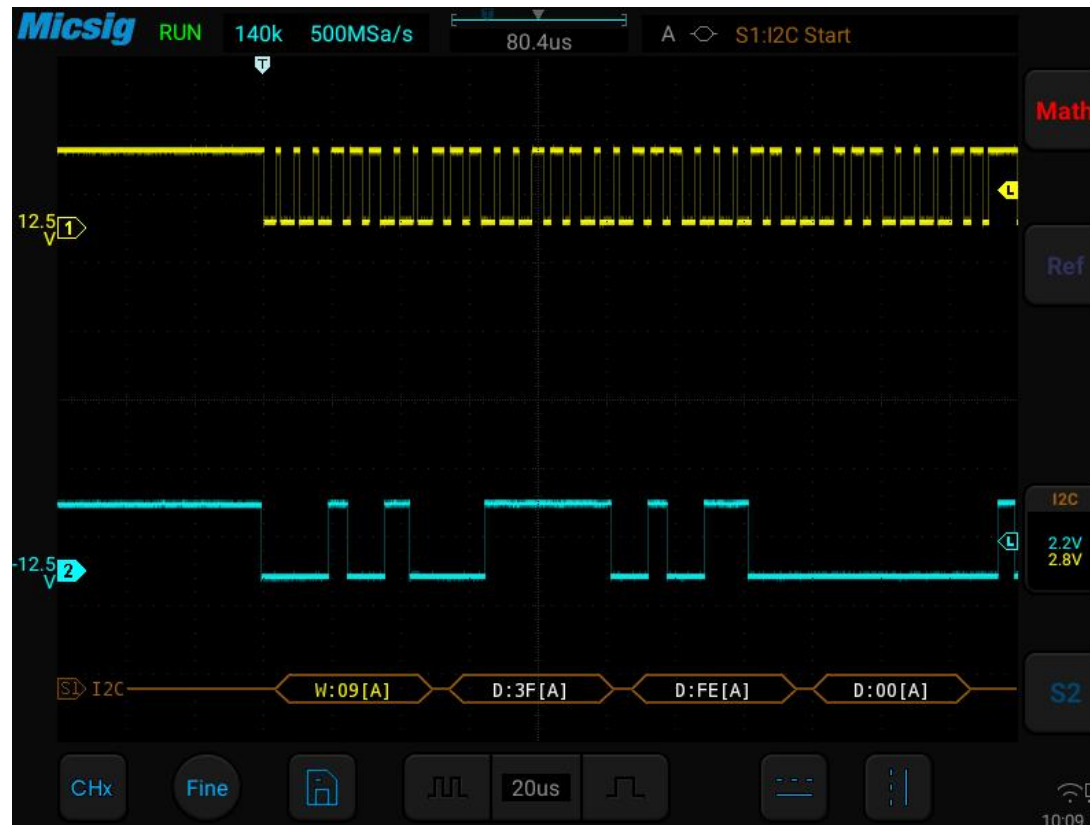 Micsig RUN 140k 500MSa/s 80.4us A S1:I2C Start
T
Math
L
12.5 V 1
Ref
I2C
2.2V
2.8V
L
-12.5 V 2
S1 I2C W:09[A] D:3F[A] D:FE[A] D:00[A]
S2
CHx Fine 20us
10:09